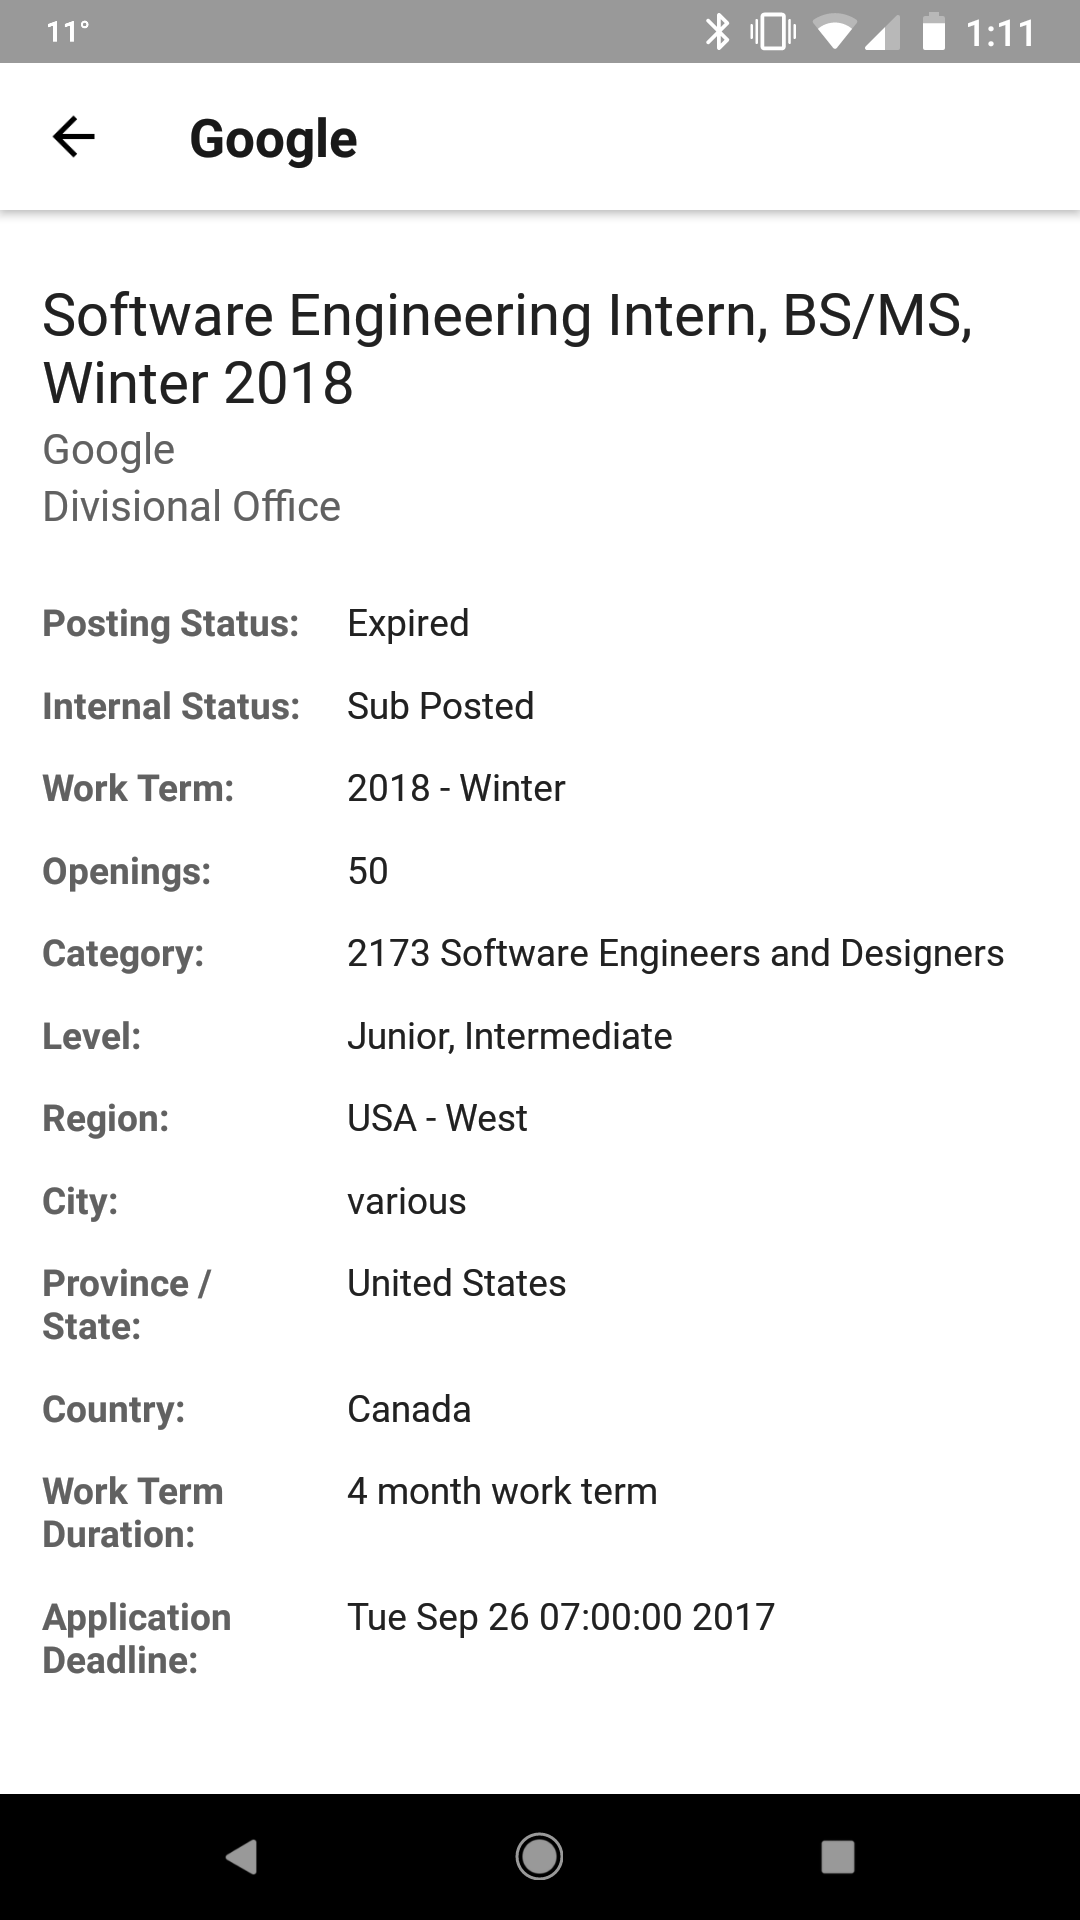 11° 1:11
Google
Software Engineering Intern, BS/MS,
Winter 2018
Google
Divisional Office
Posting Status: Expired
Internal Status: Sub Posted
Work Term: 2018 - Winter
Openings: 50
Category: 2173 Software Engineers and Designers
Level: Junior, Intermediate
Region: USA - West
City: various
Province / United States
State:
Country: Canada
Work Term 4 month work term
Duration:
Application Tue Sep 26 07:00:00 2017
Deadline: